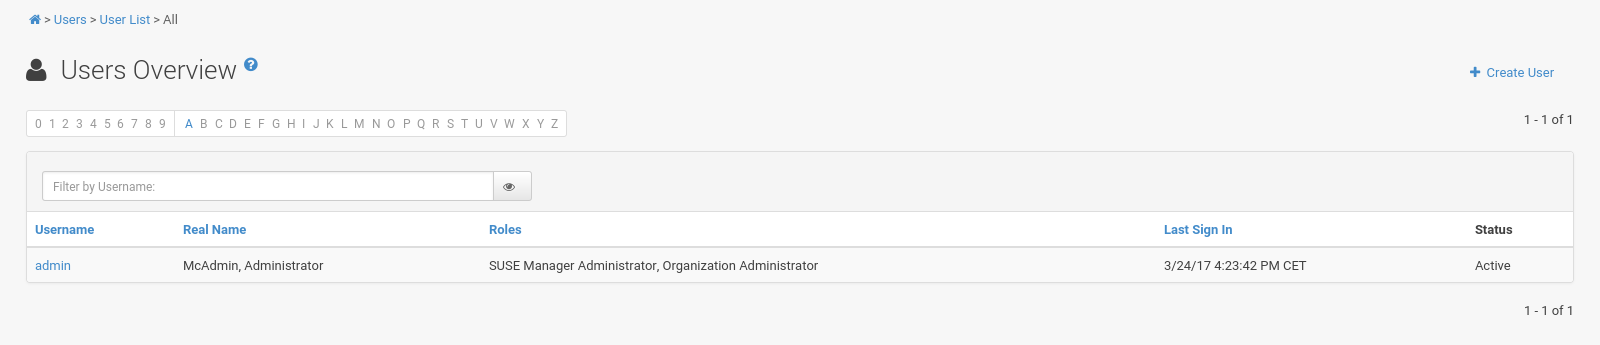 > Users > User List > All
Users Overview ?
Create User
0 1 2 3 4 5 6 7 8 9 A B C D E F G H I J K L M N O P Q R S T U V W X Y Z
1 - 1 of 1
Filter by Username:
Username Real Name Roles Last Sign In Status
admin McAdmin, Administrator SUSE Manager Administrator, Organization Administrator 3/24/17 4:23:42 PM CET Active
1 - 1 of 1